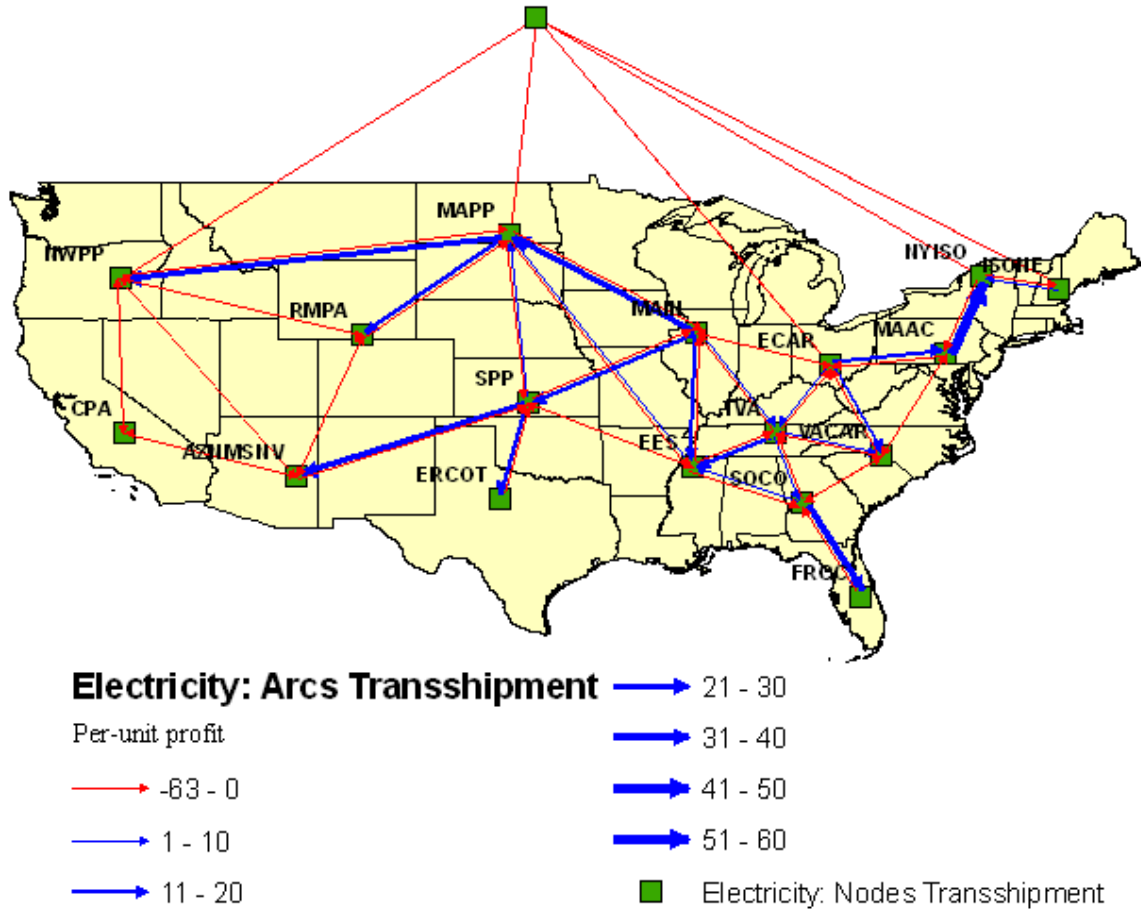 MAPP
NWPP
NYISO
ISONE
RMPA
MAIN
ECAR
MAAC
SPP
CPA
TVA
VACAR
EES
AZNMSNV
ERCOT
SOCO
FRCC
Electricity: Arcs Transshipment
21 - 30
Per-unit profit
31 - 40
-63 - 0
41 - 50
1 - 10
51 - 60
11 - 20
Electricity: Nodes Transshipment